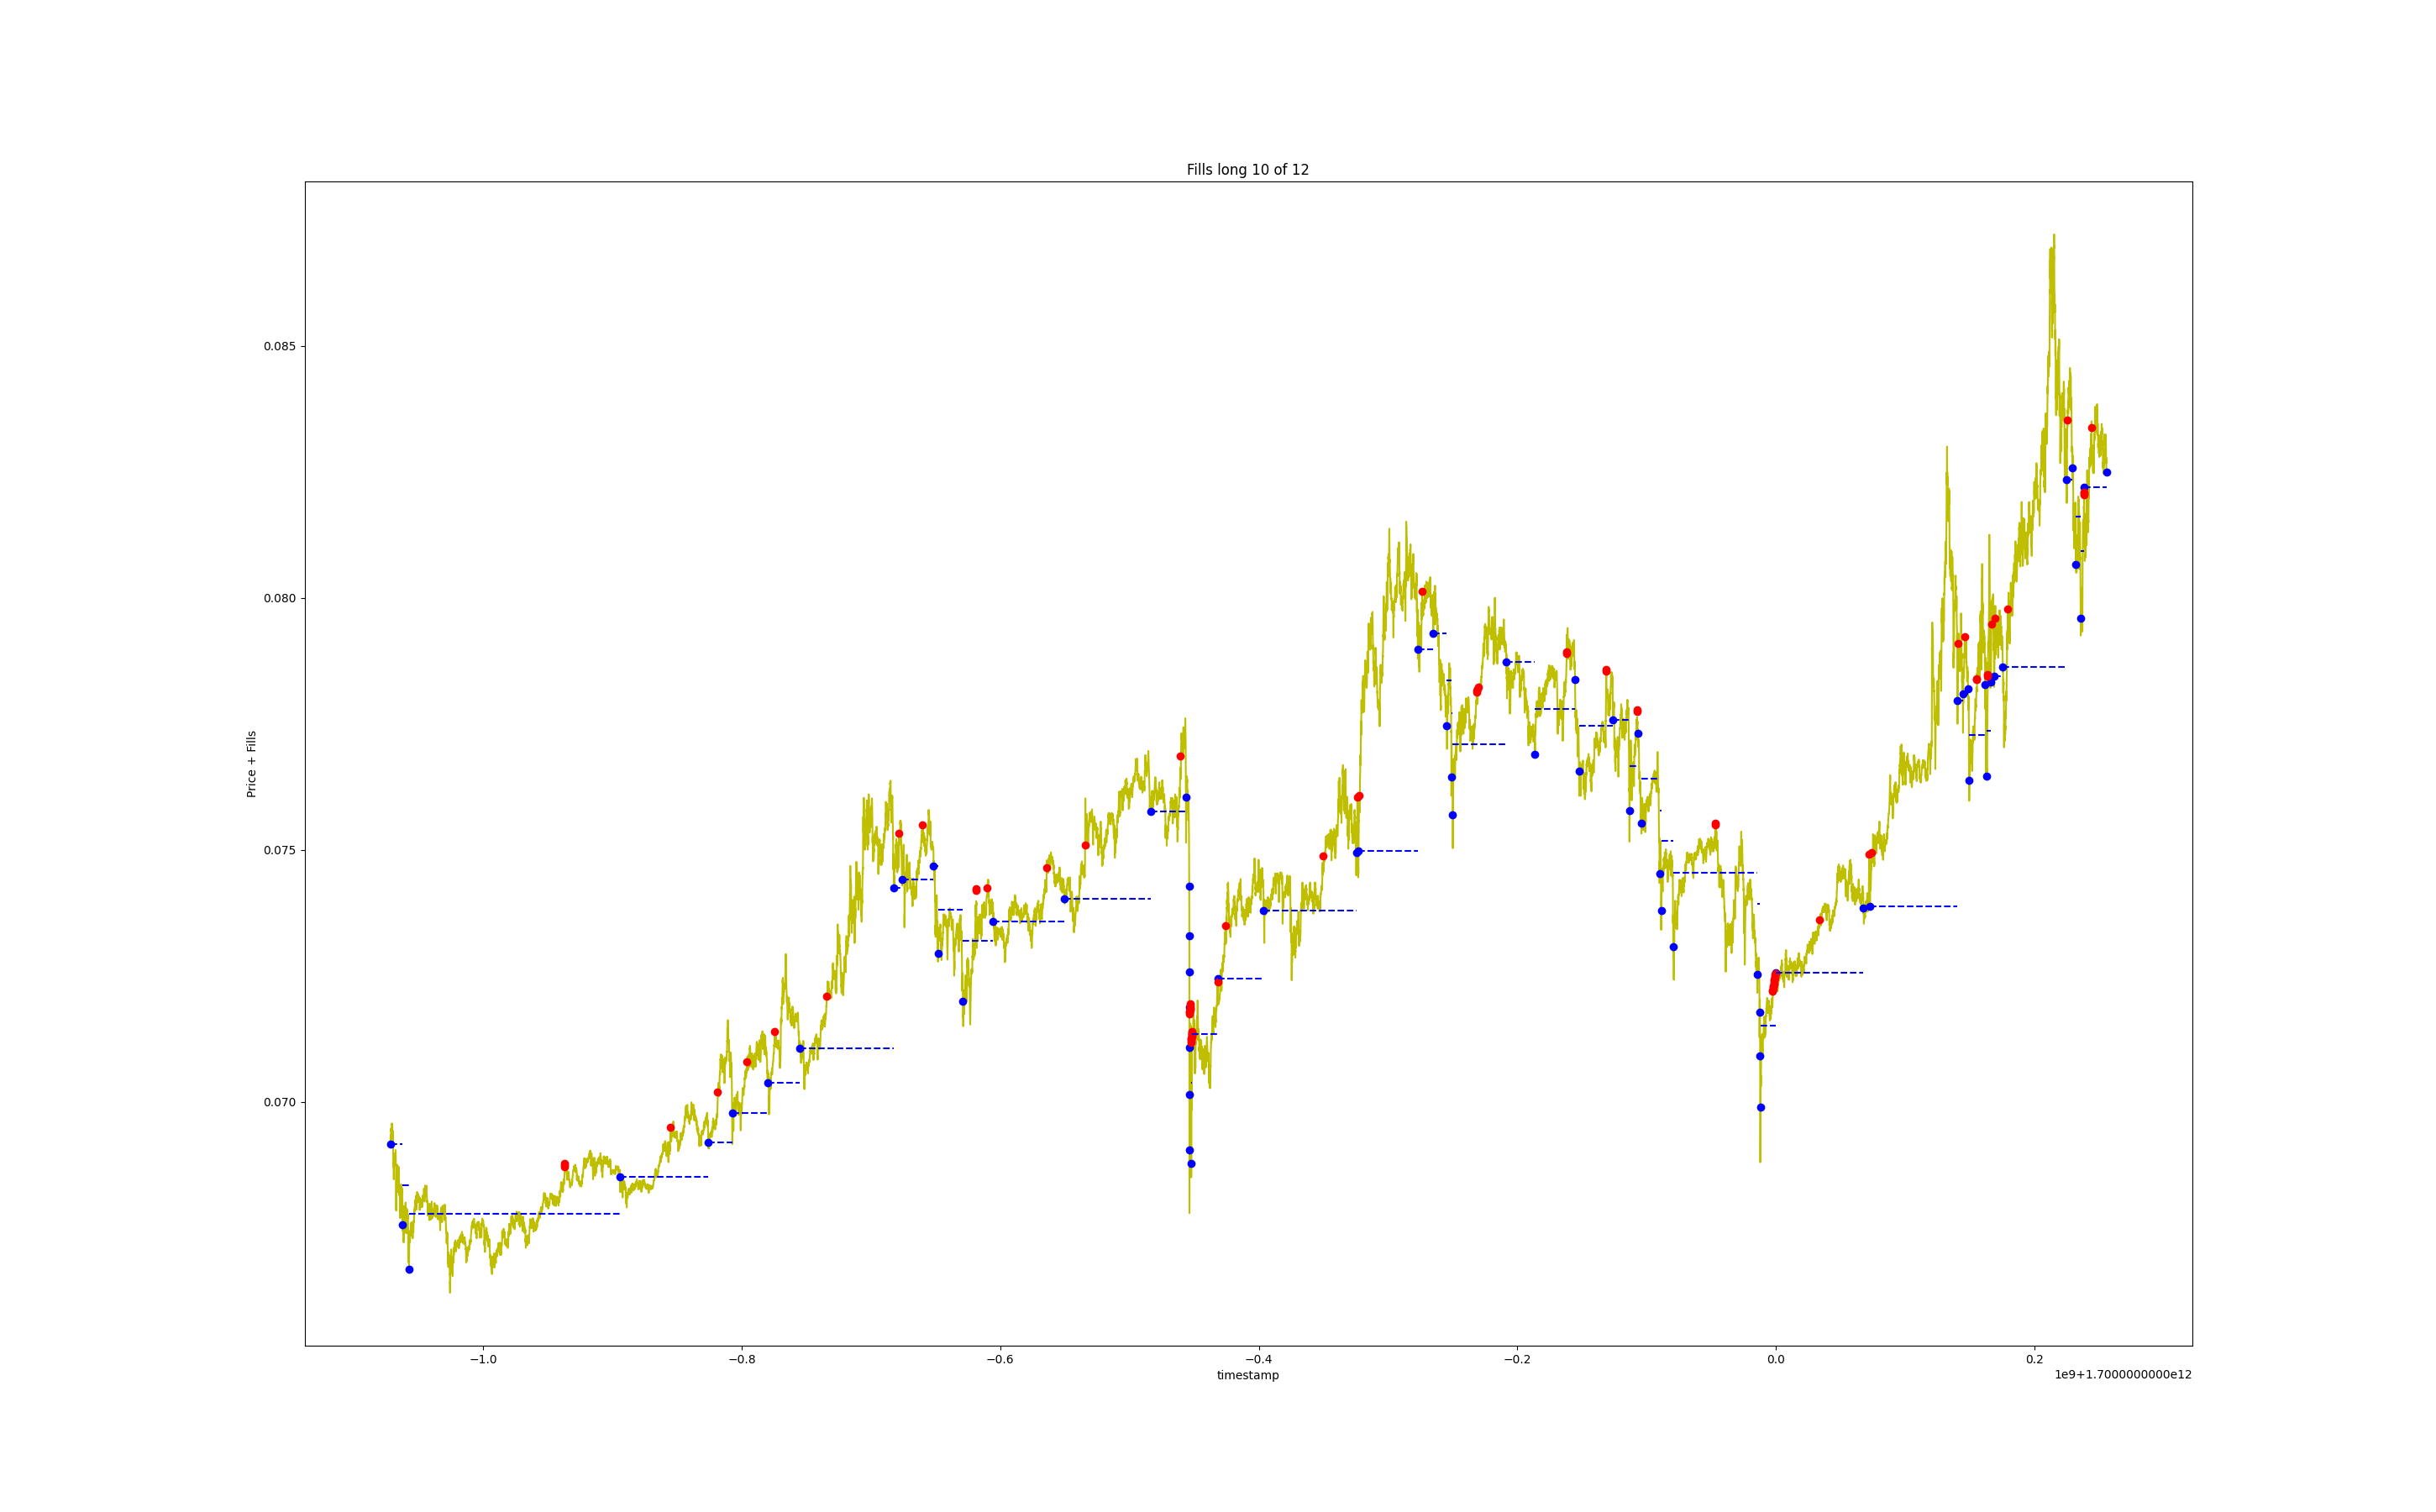 Fills long 10 of 12
Price + Fills
0.085
0.080
0.075
0.070
−1.0 −0.8 −0.6 −0.4 −0.2 0.0 0.2
timestamp
1e9+1.7000000000e12